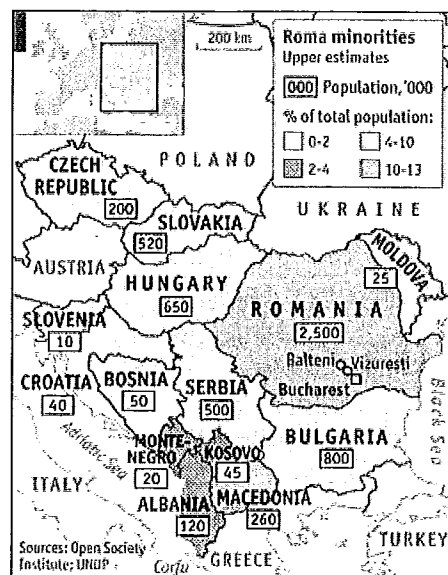 200 km
Roma minorities
Upper estimates
000 Population, '000
% of total population:
0-2 4-10
2-4 10-13
POLAND
CZECH
REPUBLIC
200
SLOVAKIA
520
UKRAINE
AUSTRIA
HUNGARY
650
MOLDOVA
25
ROMANIA
2,500
SLOVENIA
10
Balteni Vizuresti
Bucharest
CROATIA
40
BOSNIA
50
SERBIA
500
Black Sea
Adriatic Sea
MONTE-
NEGRO
20
KOSOVO
45
BULGARIA
800
ITALY
ALBANIA
120
MACEDONIA
260
TURKEY
GREECE
Corfu
Sources: Open Society
Institute; UNDP